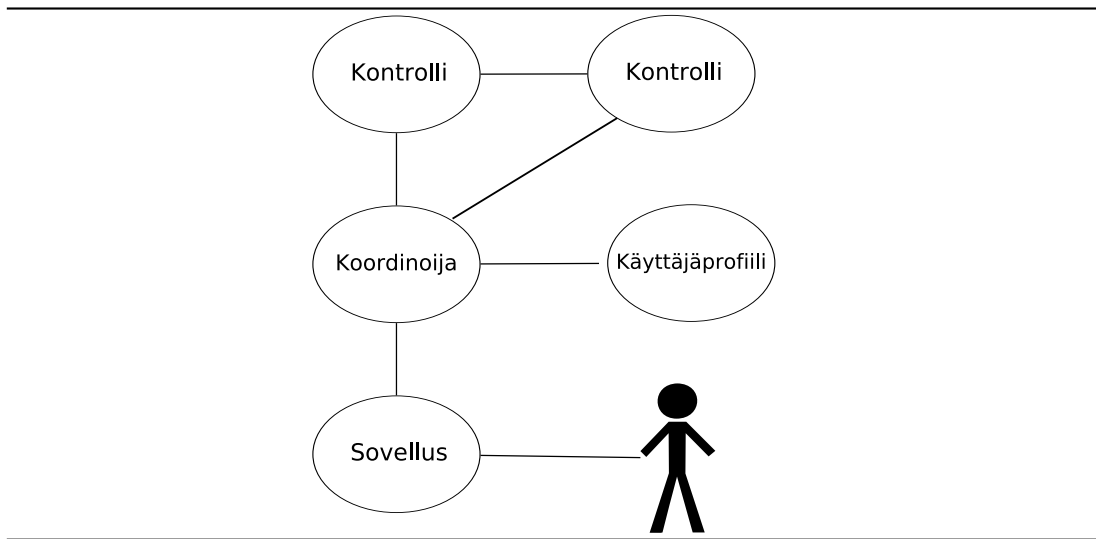 Kontrolli
Kontrolli
Koordinoija
Käyttäjäprofiili
Sovellus